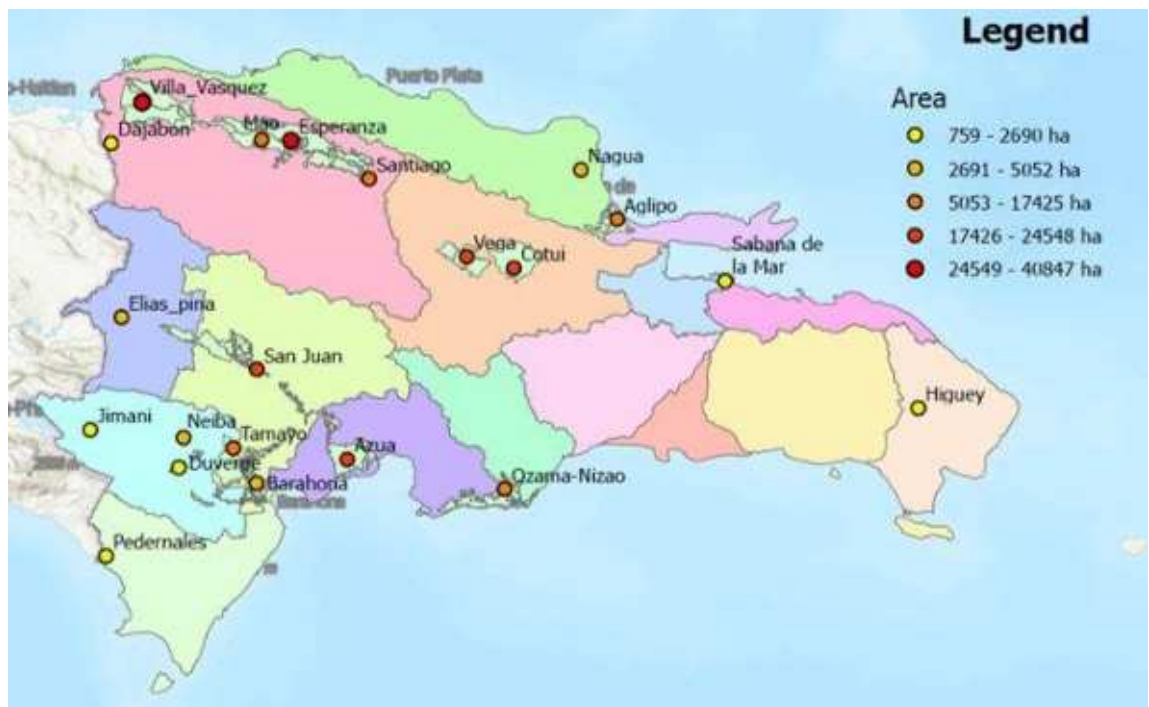 Legend
Area
759 - 2690 ha
2691 - 5052 ha
5053 - 17425 ha
17426 - 24548 ha
24549 - 40847 ha
Puerto Plata
Villa_Vasquez
Dajabon
Mao
Esperanza
Santiago
Nagua
de
Aglipo
Vega
Cotui
Sabana de
la Mar
Elias_pina
San Juan
Higuey
Jimani
Neiba
Tamayo
Azua
Duverge
Barahona
Ozama-Nizao
Pedernales